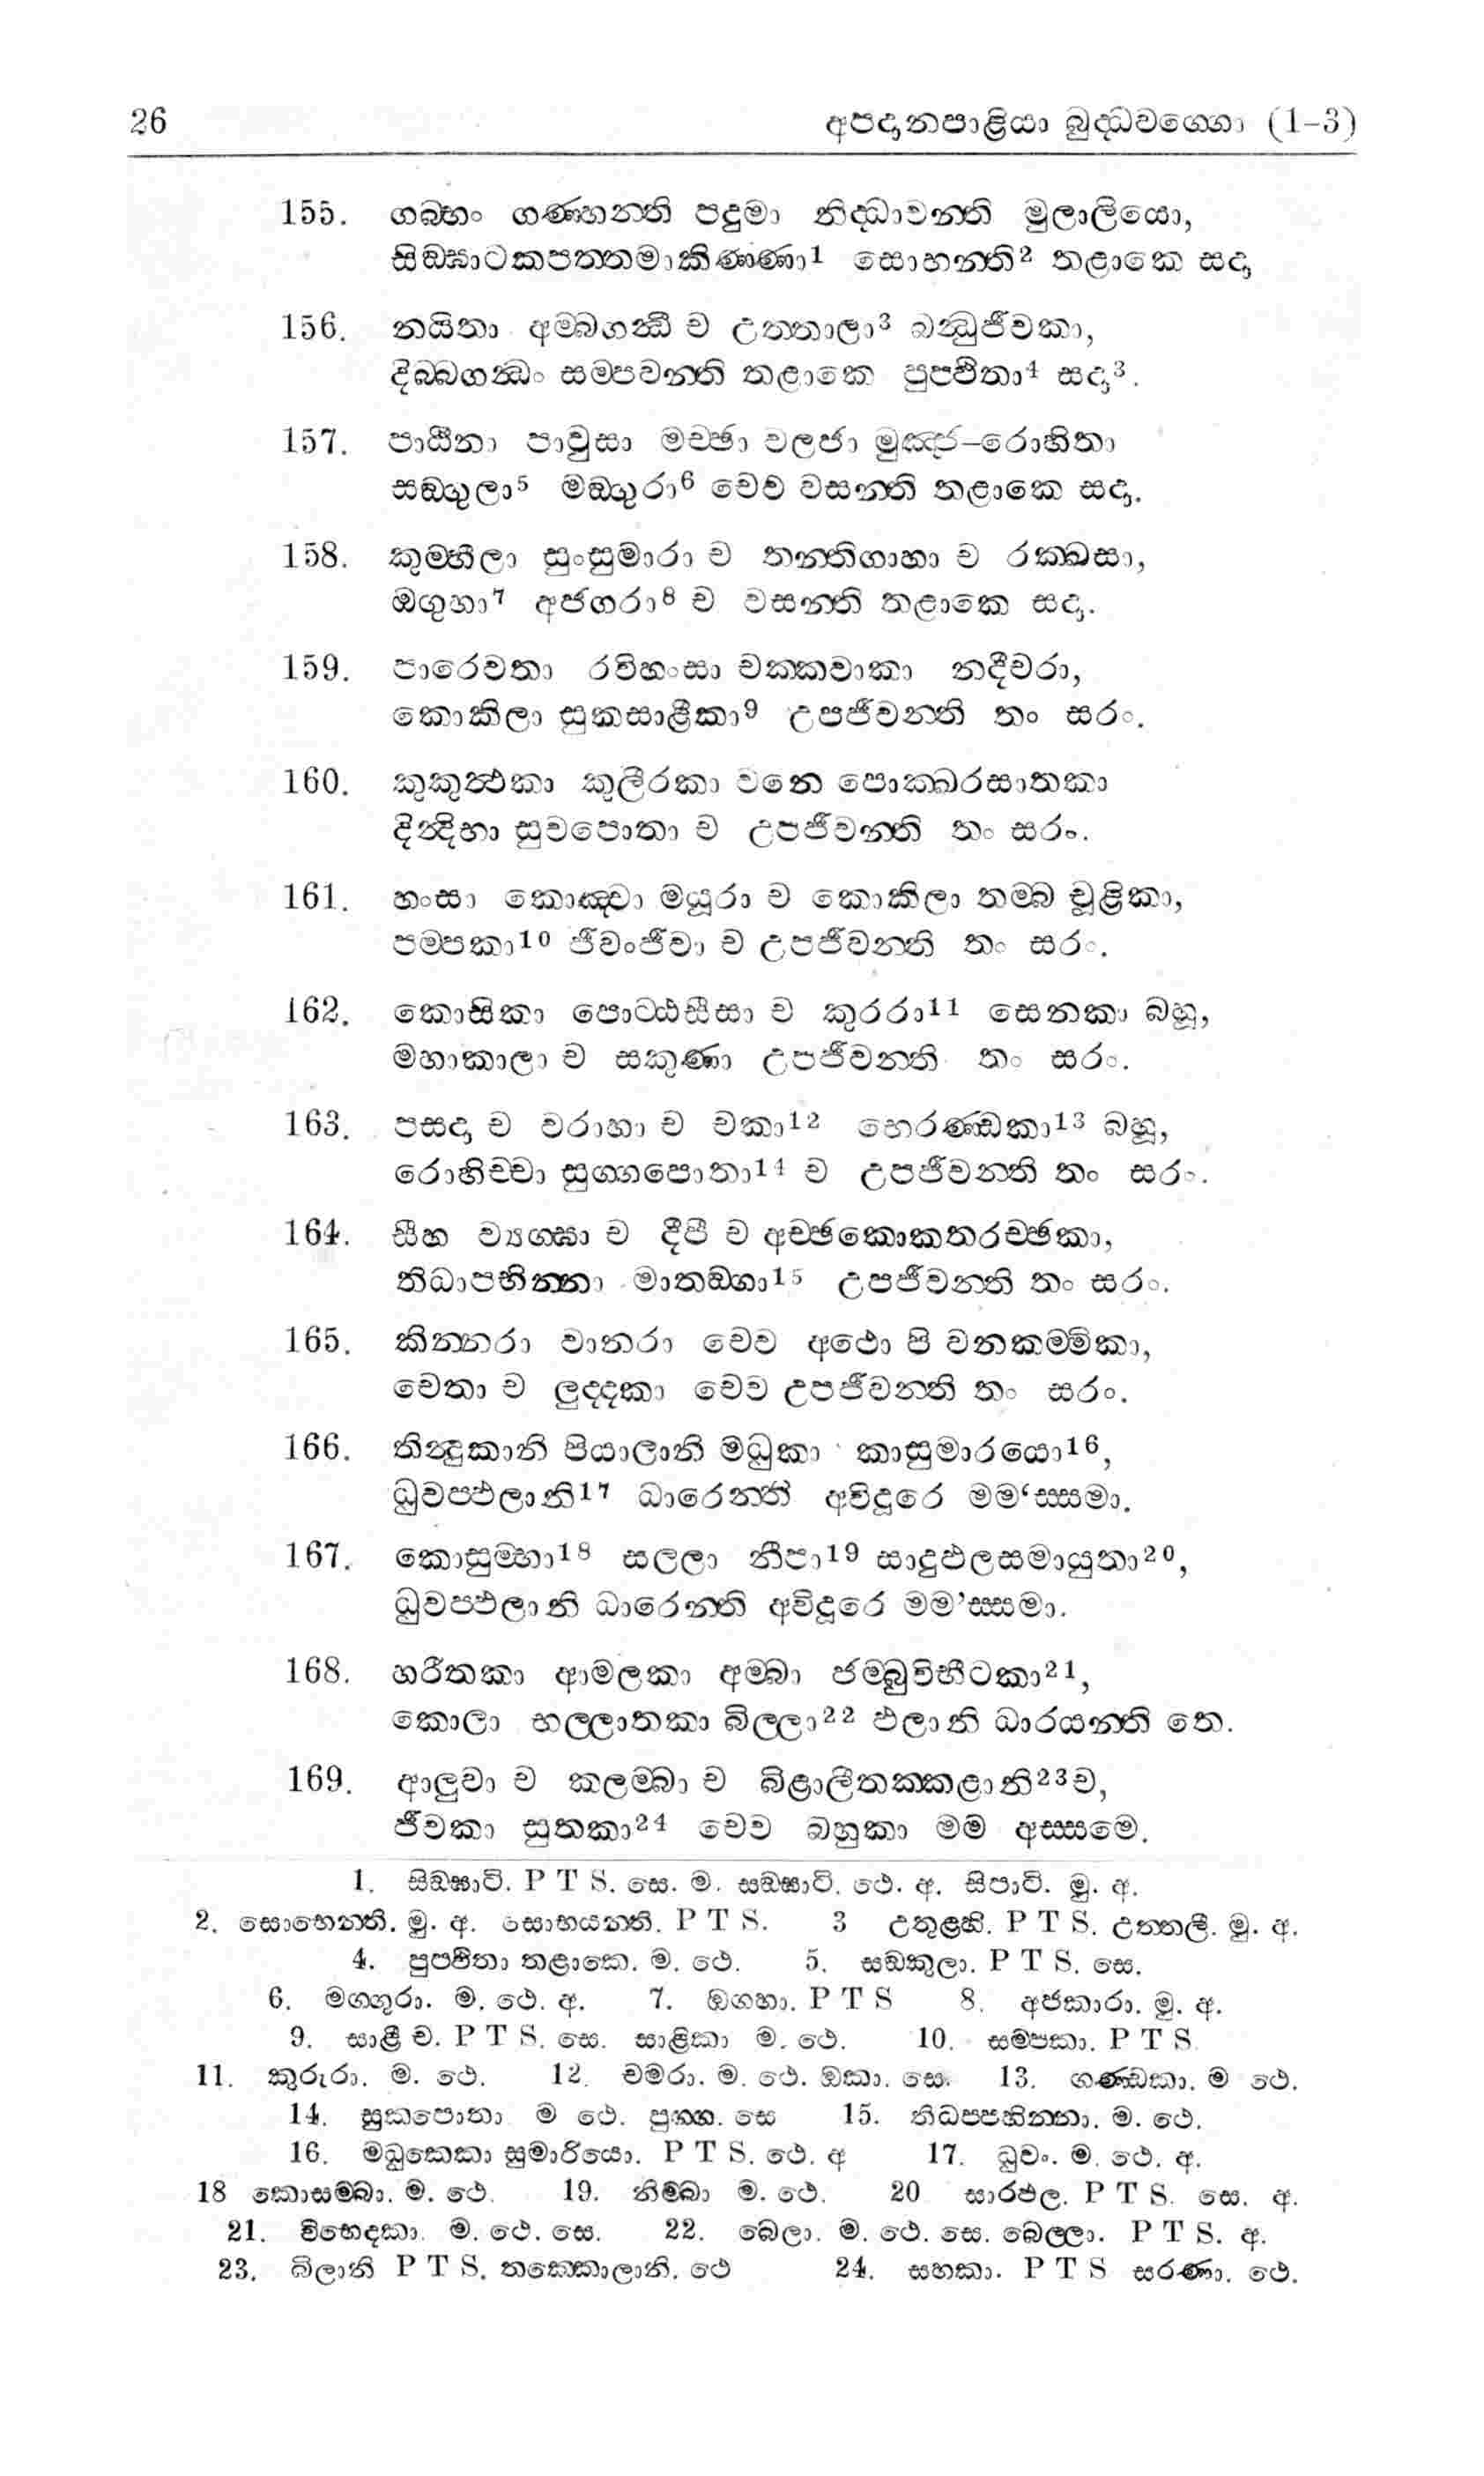 26 අපදානපාළියා බුද්ධවග්ගො (1-3)
155. ගබ්භං ගණ්හන්ති පදුමා නිද්ධාවන්ති මුලාලියො,
සිඞ්ඝාටකපත්තමාකිණ්ණා1 සොහන්ති2 තළාකෙ සදා
156. නයිතා අම්බගන්ධී ච උත්තාලා3 බන්ධුජීවකා,
දිබ්බගන්ධං සම්පවන්ති තළාකෙ පුප්ඵිතා4 සදා3.
157. පාඨීනා පාවුසා මච්ඡා වලජා මුඤ්ජ-රොහිතා
සඞ්ගුලා5 මඞ්ගුරා6 චෙව වසන්ති තළාකෙ සදා.
158. කුම්භීලා සුංසුමාරා ච තන්තිගාහා ච රක්ඛසා,
ඔගුහා7 අජගරා8 ච වසන්ති තළාකෙ සදා.
159. පාරෙවතා රවිහංසා චක්කවාකා නදීචරා,
කොකිලා සුකසාළීකා9 උපජීවන්ති තං සරං.
160. කුකුත්ථකා කුලීරකා වනෙ පොක්ඛරසාතකා
දින්දිභා සුවපොතා ච උපජීවන්ති තං සරං.
161. හංසා කොඤ්චා මයූරා ච කොකිලා තම්බ චූළිකා,
පම්පකා10 ජීවංජීවා ච උපජීවන්ති තං සරං.
162. කොසිකා පොට්ඨසීසා ච කුරරා11 සෙනකා බහූ,
මහාකාලා ච සකුණා උපජීවන්ති තං සරං.
163. පසදා ච වරාහා ච චකා12 භෙරණ්ඩකා13 බහූ,
රොහිච්චා සුග්ගපොතා14 ච උපජීවන්ති තං සරං.
164. සීහ ව්‍යග්ඝා ච දීපී ච අච්ඡකොකතරච්ඡකා,
තිධාපභින්නා මාතඞ්ගා15 උපජීවන්ති තං සරං.
165. කින්නරා වානරා චෙව අථො පි වනකම්මිකා,
චෙතා ච ලුද්දකා චෙව උපජීවන්ති තං සරං.
166. තින්දුකානි පියාලානි මධුකා කාසුමාරයො16,
ධුවප්ඵලානි17 ධාරෙන්ති අවිදූරෙ මම‘ස්සමා.
167. කොසුම්භා18 සලලා නීපා19 සාදුඵලසමායුතා20,
ධුවප්ඵලානි ධාරෙන්ති අවිදූරෙ මම’ස්සමා.
168. හරීතකා ආමලකා අම්බා ජම්බුවිභීටකා21,
කොලා භල්ලාතකා බිල්ලා22 ඵලානි ධාරයන්ති තෙ.
169. ආලුවා ච කලම්බා ච බිළාලීතක්කළානි23ච,
ජීවකා සුතකා24 චෙව බහුකා මම අස්සමෙ.
1. සිඞ්ඝාටි. P T S. සෙ. ම. සඞ්ඝාටි. ථෙ. අ. සිපාටි. මු. අ.
2. සොභෙන්ති. මු. අ. සොභයන්ති. P T S. 3 උතුළහි. P T S. උත්තලී. මු. අ.
4. පුප්ඵිතා තළාකෙ. ම. ථෙ. 5. සඞ්කුලා. P T S. සෙ.
6. මග්ගුරා. ම. ථෙ. අ. 7. ඔගහා. P T S 8. අජකාරා. මු. අ.
9. සාළී ච. P T S. සෙ. සාළිකා ම. ථෙ. 10. සම්පකා. P T S
11. කුරුරා. ම. ථෙ. 12. චමරා. ම. ථෙ. ඔකා. සෙ. 13. ගණ්ඩකා. ම ථෙ.
14. සුකපොතා ම ථෙ. පුග්ග. සෙ 15. තිධප්පභින්නා. ම. ථෙ.
16. මධුකෙකා සුමාරියො. P T S. ථෙ. අ 17. ධුවං. ම. ථෙ. අ.
18 කොසම්බා. ම. ථෙ. 19. නිම්බා ම. ථෙ. 20 සාරඵල. P T S. සෙ. අ.
21. විභෙදකා. ම. ථෙ. සෙ. 22. බෙලා. ම. ථෙ. සෙ. බෙල්ලා. P T S. අ.
23. බිලානි P T S. තක්කොලානි. ථෙ 24. සහකා. P T S සරණා. ථෙ.